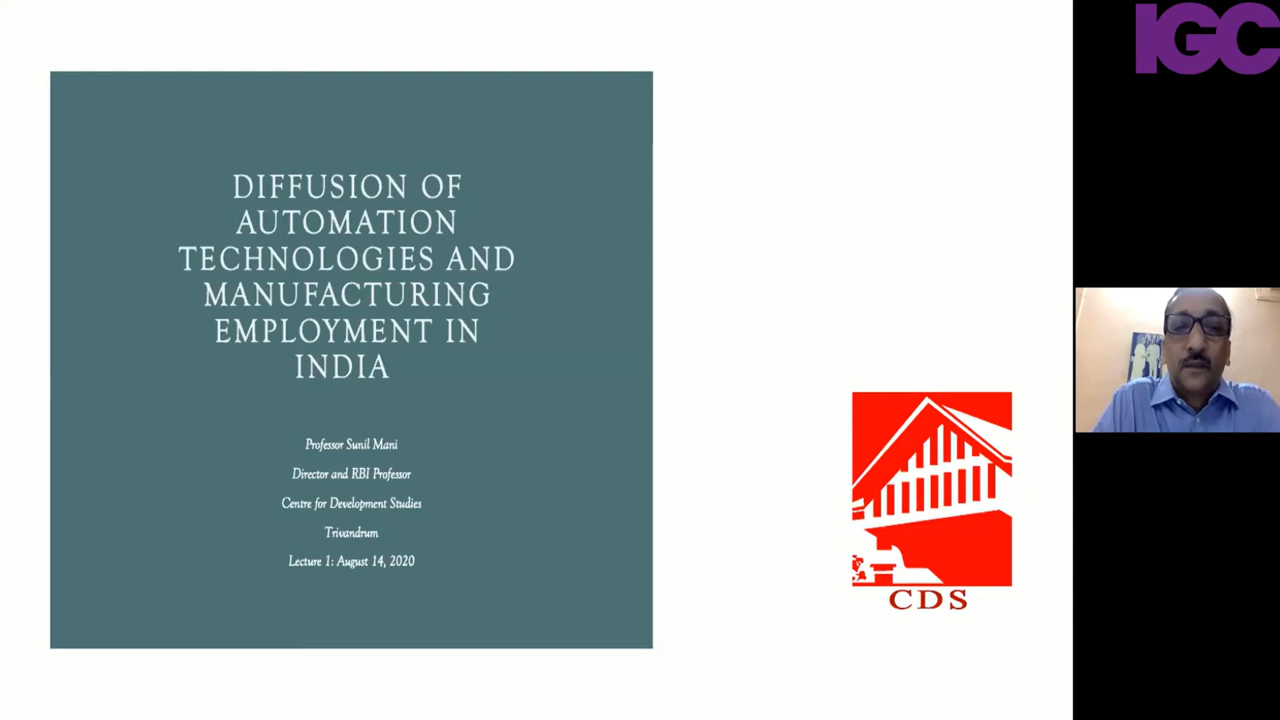 DIFFUSION OF
AUTOMATION
TECHNOLOGIES AND
MANUFACTURING
EMPLOYMENT IN
INDIA
Professor Sunil Mani
Director and RBI Professor
Centre for Development Studies
Trivandrum
Lecture 1: August 14, 2020
CDS
IGC